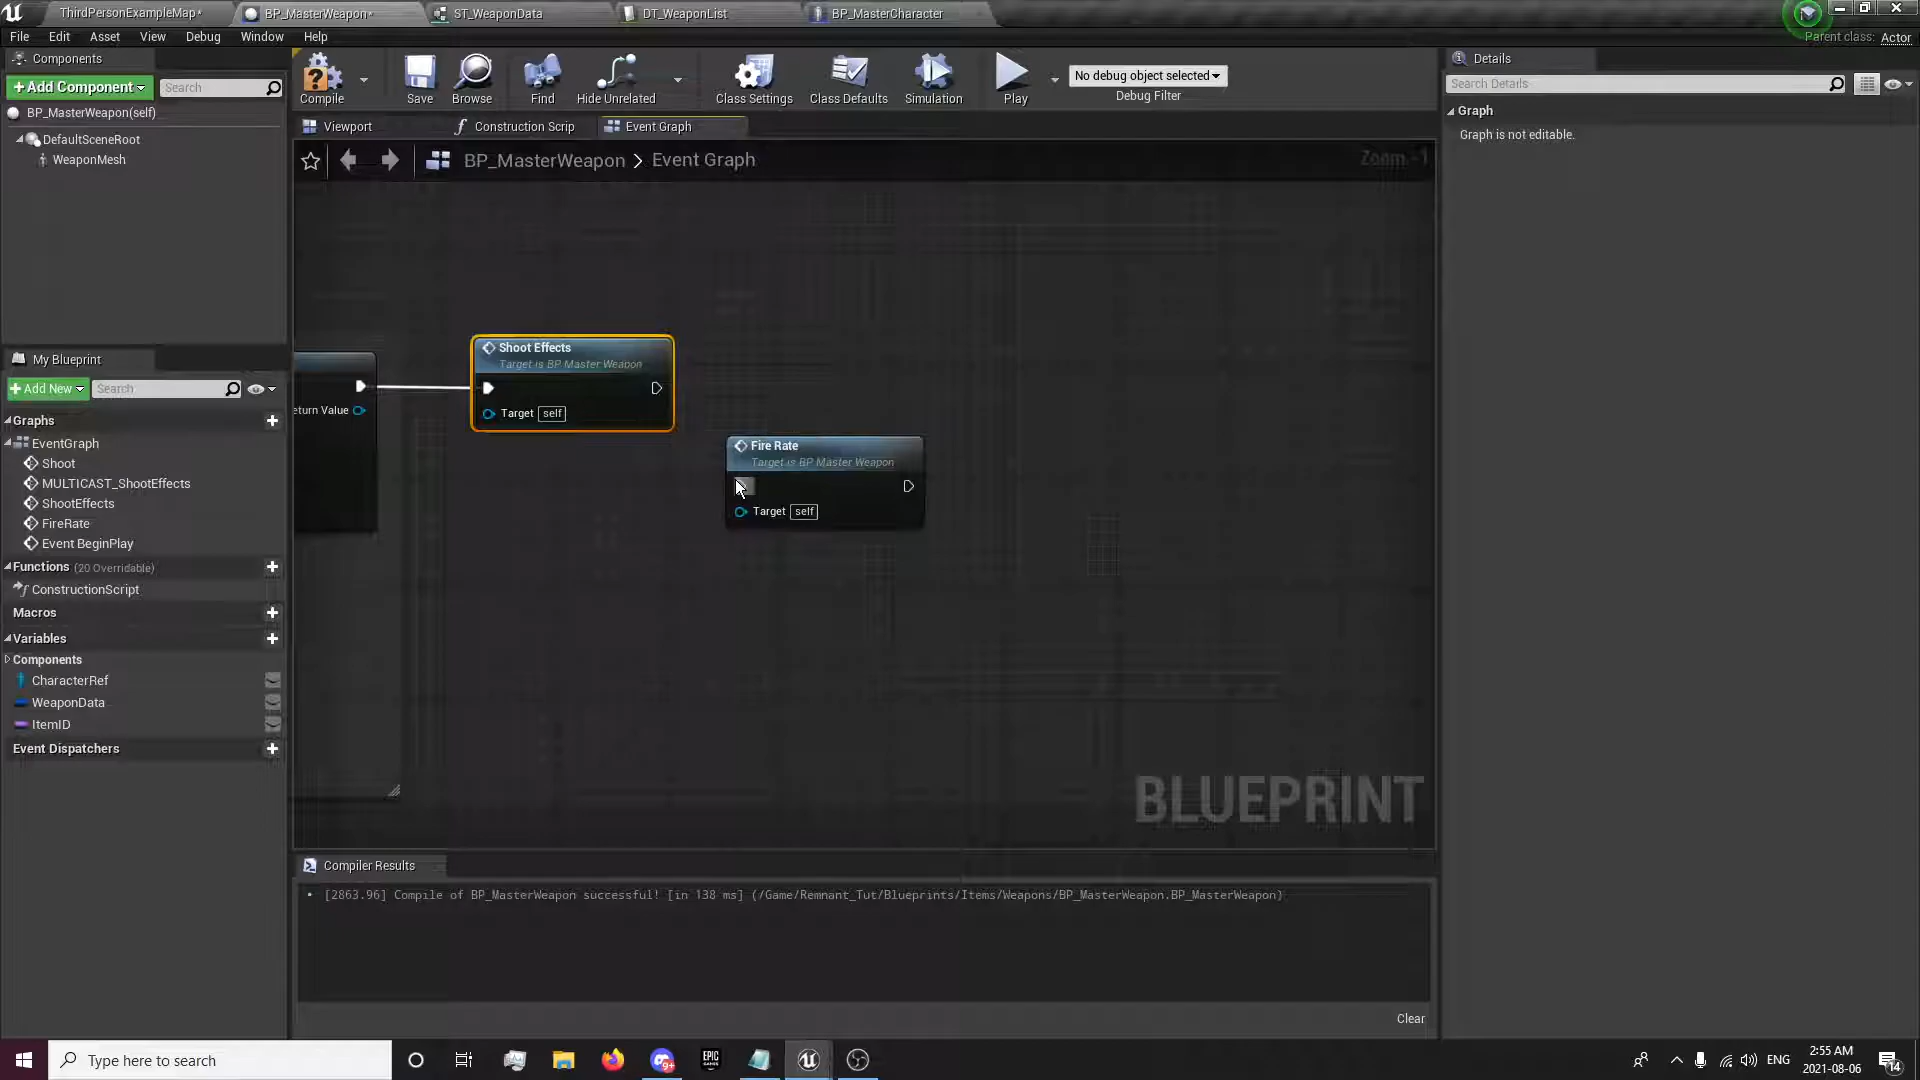 ThirdPersonExampleMap*
BP_MasterWeapon*
ST_WeaponData
DT_WeaponList
BP_MasterCharacter
File Edit Asset View Debug Window Help
Parent class: Actor
Components
+Add Component
Search
BP_MasterWeapon(self)
DefaultSceneRoot
WeaponMesh
Compile
Save
Browse
Find
Hide Unrelated
Class Settings
Class Defaults
Simulation
Play
No debug object selected
Debug Filter
Viewport
Construction Scrip
Event Graph
BP_MasterWeapon > Event Graph
Zoom -1
Details
Search Details
Graph
Graph is not editable.
My Blueprint
+Add New
Search
Graphs
EventGraph
Shoot
MULTICAST_ShootEffects
ShootEffects
FireRate
Event BeginPlay
Functions (20 Overridable)
ConstructionScript
Macros
Variables
Components
CharacterRef
WeaponData
ItemID
Event Dispatchers
eturn Value
Shoot Effects
Target is BP Master Weapon
Target self
Fire Rate
Target is BP Master Weapon
Target self
BLUEPRINT
Compiler Results
• [2863.96] Compile of BP_MasterWeapon successful! [in 138 ms] (/Game/Remnant_Tut/Blueprints/Items/Weapons/BP_MasterWeapon.BP_MasterWeapon)
Clear
Type here to search
9+
EPIC GAMES
ENG
2:55 AM
2021-08-06
14